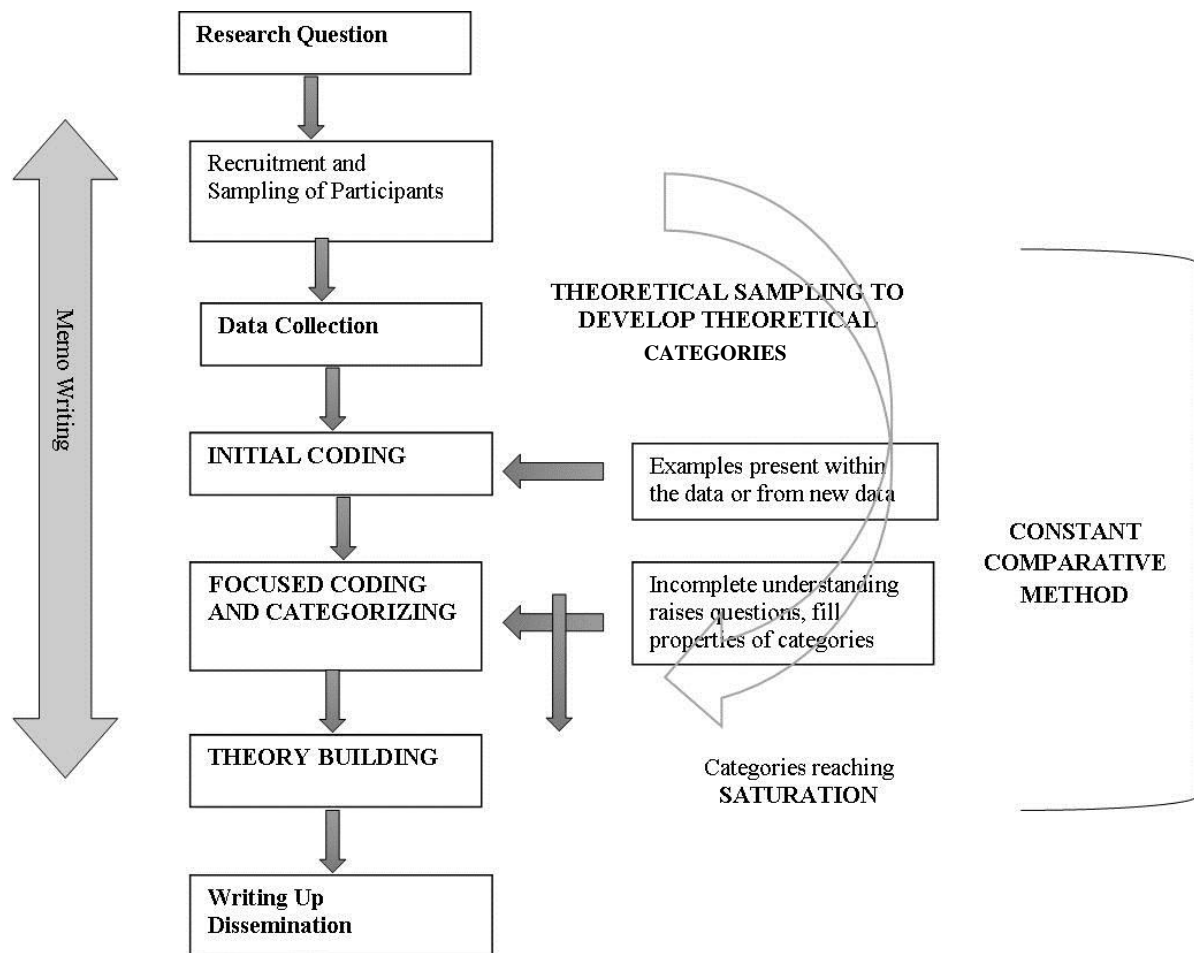 Research Question
Recruitment and
Sampling of Participants
Data Collection
INITIAL CODING
FOCUSED CODING
AND CATEGORIZING
THEORY BUILDING
Writing Up
Dissemination
Memo Writing
THEORETICAL SAMPLING TO
DEVELOP THEORETICAL
CATEGORIES
Examples present within
the data or from new data
Incomplete understanding
raises questions, fill
properties of categories
Categories reaching
SATURATION
CONSTANT
COMPARATIVE
METHOD